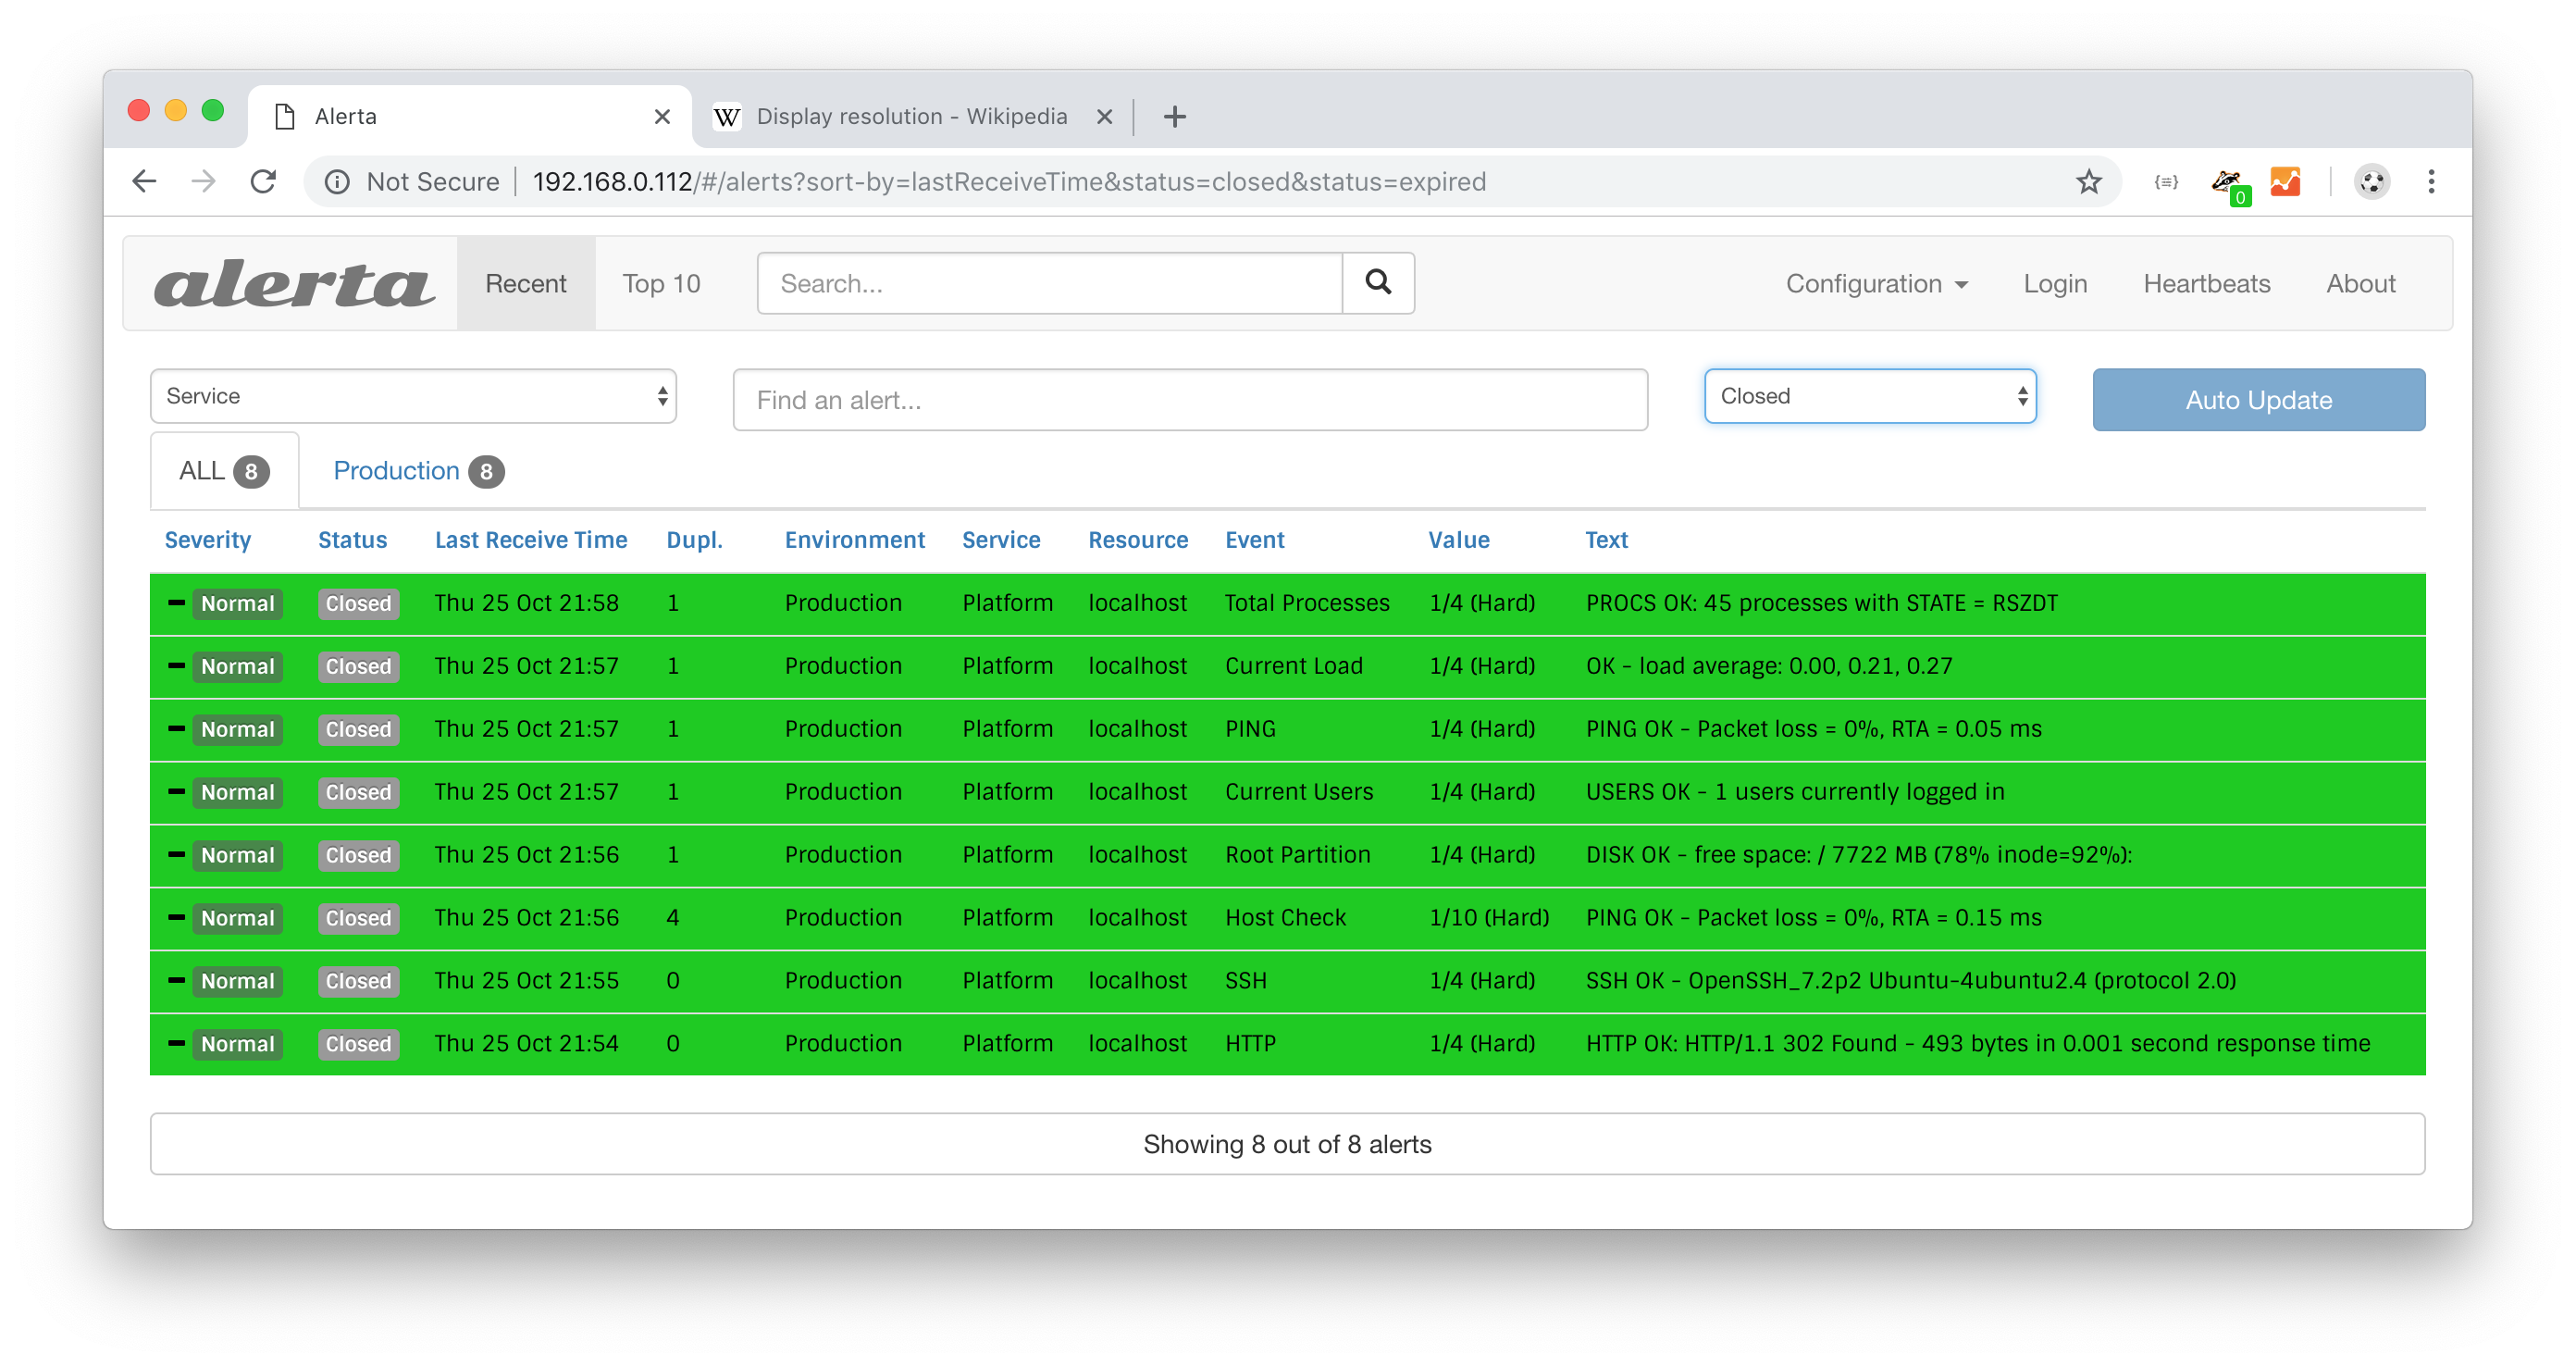 Alerta
Display resolution - Wikipedia
Not Secure 192.168.0.112/#/alerts?sort-by=lastReceiveTime&status=closed&status=expired
0
alerta Recent Top 10 Search... Configuration Login Heartbeats About
Service Find an alert... Closed Auto Update
ALL 8 Production 8
Severity Status Last Receive Time Dupl. Environment Service Resource Event Value Text
Normal Closed Thu 25 Oct 21:58 1 Production Platform localhost Total Processes 1/4 (Hard) PROCS OK: 45 processes with STATE = RSZDT
Normal Closed Thu 25 Oct 21:57 1 Production Platform localhost Current Load 1/4 (Hard) OK - load average: 0.00, 0.21, 0.27
Normal Closed Thu 25 Oct 21:57 1 Production Platform localhost PING 1/4 (Hard) PING OK - Packet loss = 0%, RTA = 0.05 ms
Normal Closed Thu 25 Oct 21:57 1 Production Platform localhost Current Users 1/4 (Hard) USERS OK - 1 users currently logged in
Normal Closed Thu 25 Oct 21:56 1 Production Platform localhost Root Partition 1/4 (Hard) DISK OK - free space: / 7722 MB (78% inode=92%):
Normal Closed Thu 25 Oct 21:56 4 Production Platform localhost Host Check 1/10 (Hard) PING OK - Packet loss = 0%, RTA = 0.15 ms
Normal Closed Thu 25 Oct 21:55 0 Production Platform localhost SSH 1/4 (Hard) SSH OK - OpenSSH_7.2p2 Ubuntu-4ubuntu2.4 (protocol 2.0)
Normal Closed Thu 25 Oct 21:54 0 Production Platform localhost HTTP 1/4 (Hard) HTTP OK: HTTP/1.1 302 Found - 493 bytes in 0.001 second response time
Showing 8 out of 8 alerts